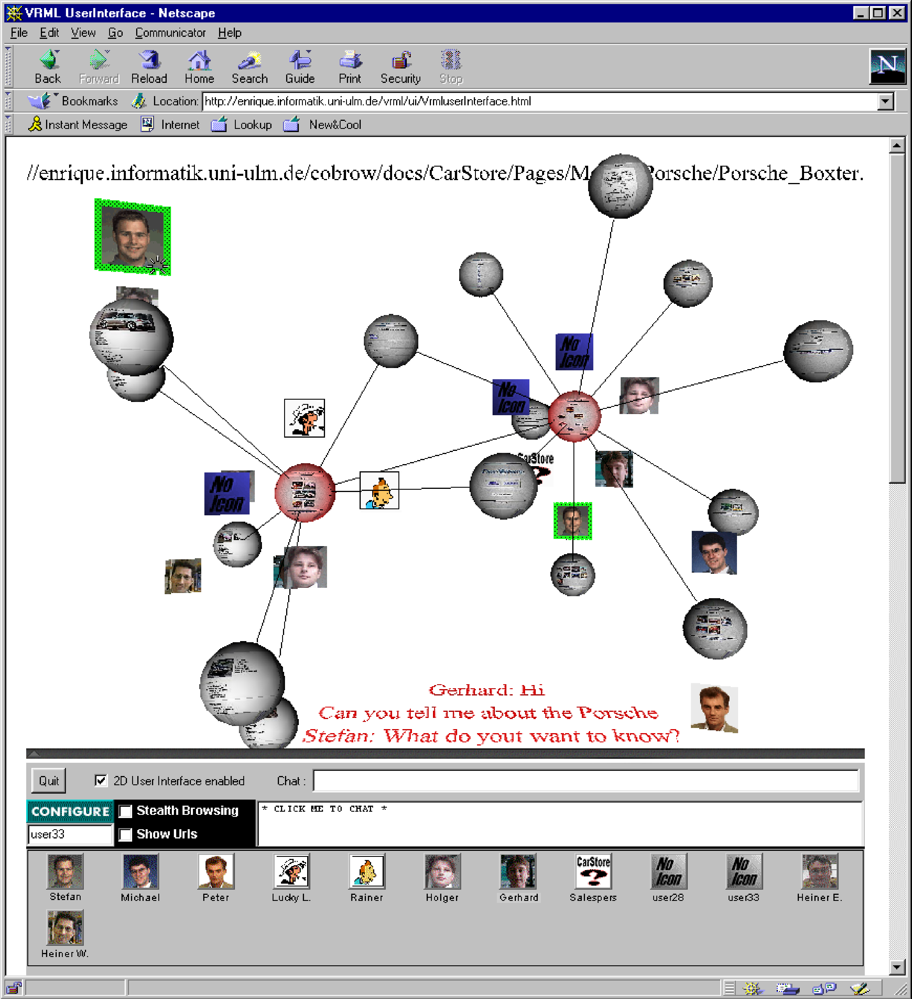 VRML UserInterface - Netscape
File Edit View Go Communicator Help
Back Forward Reload Home Search Guide Print Security Stop
N
Bookmarks Location: http://enrique.informatik.uni-ulm.de/vrml/ui/VrmluserInterface.html
Instant Message Internet Lookup New&Cool
//enrique.informatik.uni-ulm.de/cobrow/docs/CarStore/Pages/M orsche/Porsche_Boxter.
No
Icon
No
Icon
arStore
?
No
Icon
Gerhard: Hi
Can you tell me about the Porsche
Stefan: What do yout want to know?
Quit 2D User Interface enabled Chat :
CONFIGURE Stealth Browsing * CLICK ME TO CHAT *
user33 Show Urls
CarStore
?
No
Icon
No
Icon
Stefan Michael Peter Lucky L. Rainer Holger Gerhard Salespers user28 user33 Heiner E.
Heiner W.